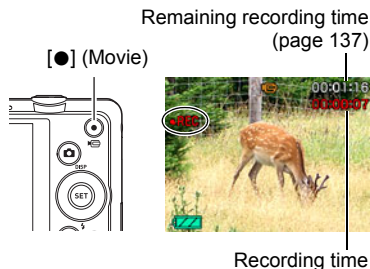 Remaining recording time
(page 137)
[●] (Movie)
00:01:16
●REC
00:00:07
DISP
SET
Recording time